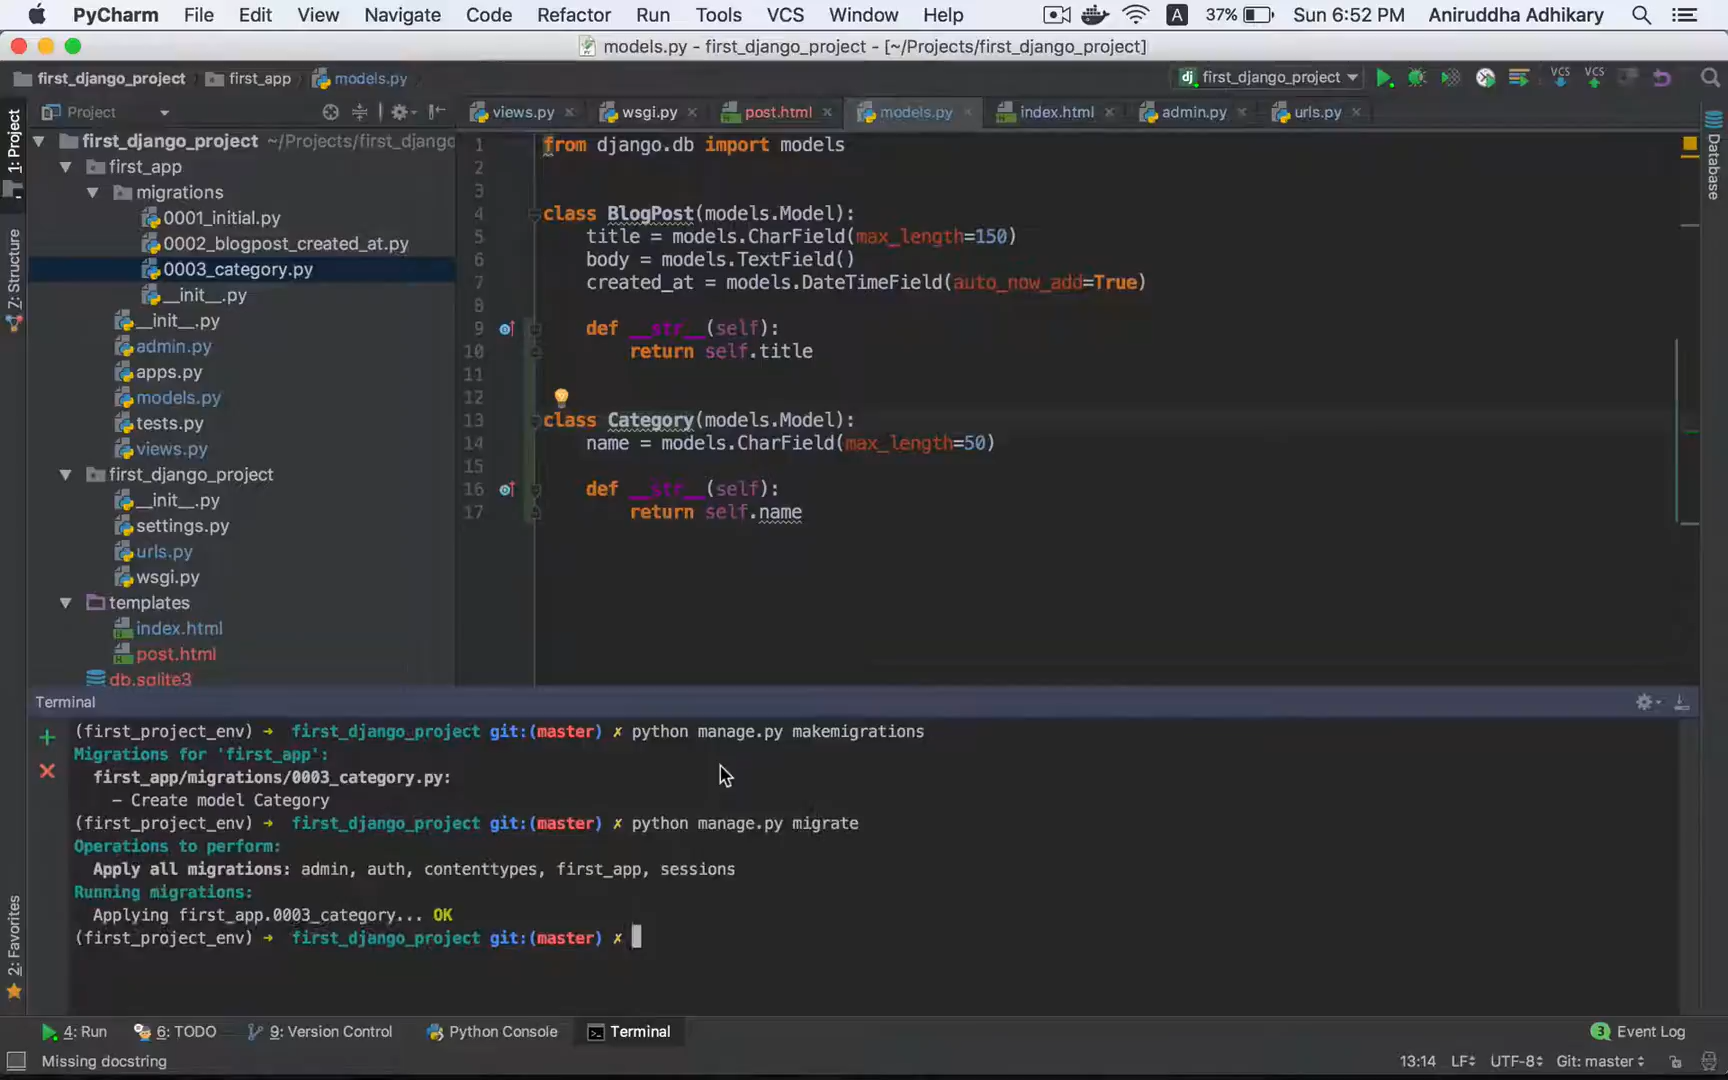 PyCharm File Edit View Navigate Code Refactor Run Tools VCS Window Help A 37% Sun 6:52 PM Aniruddha Adhikary
models.py - first_django_project - [~/Projects/first_django_project]
first_django_project first_app models.py dj first_django_project VCS VCS
Project views.py wsgi.py post.html models.py index.html admin.py urls.py
1: Project
Z: Structure
2: Favorites
Database
first_django_project ~/Projects/first_django
first_app
migrations
0001_initial.py
0002_blogpost_created_at.py
0003_category.py
__init__.py
__init__.py
admin.py
apps.py
models.py
tests.py
views.py
first_django_project
__init__.py
settings.py
urls.py
wsgi.py
templates
index.html
post.html
db.sqlite3
1 from django.db import models
2
3
4 class BlogPost(models.Model):
5 title = models.CharField(max_length=150)
6 body = models.TextField()
7 created_at = models.DateTimeField(auto_now_add=True)
8
9 def __str__(self):
10 return self.title
11
12
13 class Category(models.Model):
14 name = models.CharField(max_length=50)
15
16 def __str__(self):
17 return self.name
Terminal
(first_project_env) → first_django_project git:(master) ✗ python manage.py makemigrations
Migrations for 'first_app':
first_app/migrations/0003_category.py:
- Create model Category
(first_project_env) → first_django_project git:(master) ✗ python manage.py migrate
Operations to perform:
Apply all migrations: admin, auth, contenttypes, first_app, sessions
Running migrations:
Applying first_app.0003_category... OK
(first_project_env) → first_django_project git:(master) ✗
4: Run 6: TODO 9: Version Control Python Console Terminal 3 Event Log
Missing docstring 13:14 LF UTF-8 Git: master